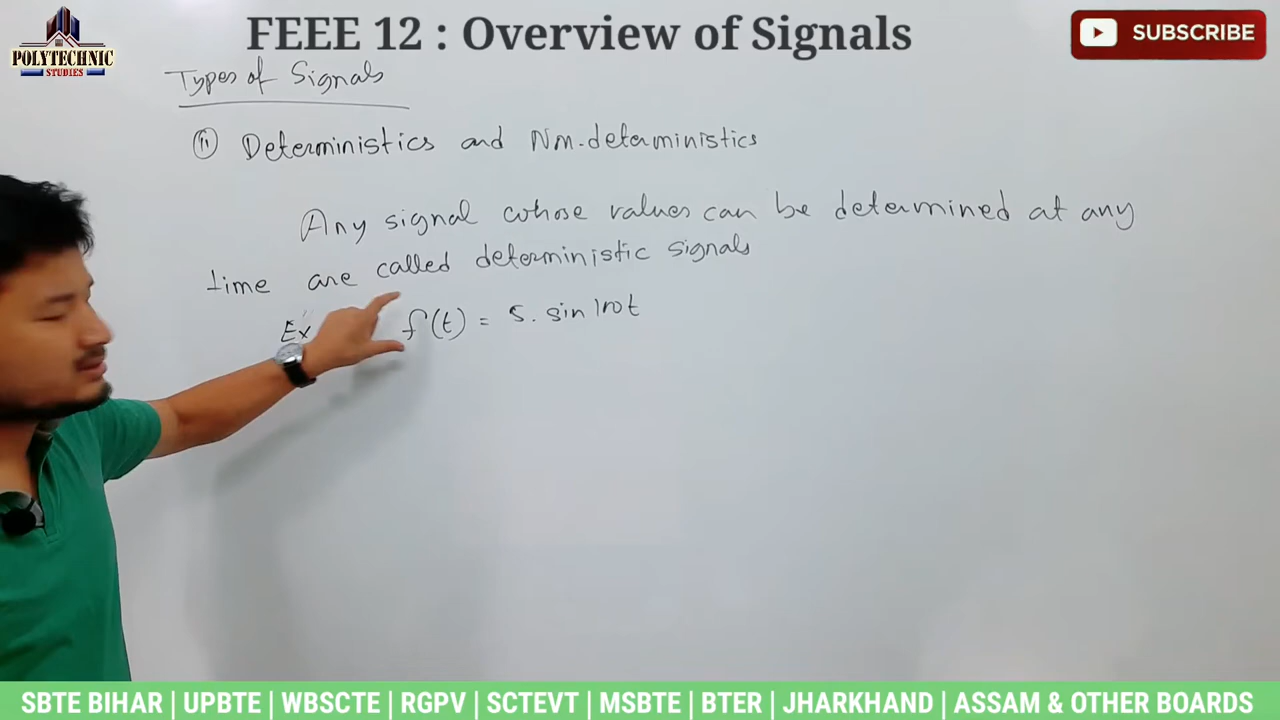 FEEE 12 : Overview of Signals
SUBSCRIBE
POLYTECHNIC
STUDIES
Types of Signals
(ii) Deterministics and Non-deterministics
Any signal whose values can be determined at any
time are called deterministic signals
Ex f(t) = 5. sin 100t
SBTE BIHAR | UPBTE | WBSCTE | RGPV | SCTEVT | MSBTE | BTER | JHARKHAND | ASSAM & OTHER BOARDS